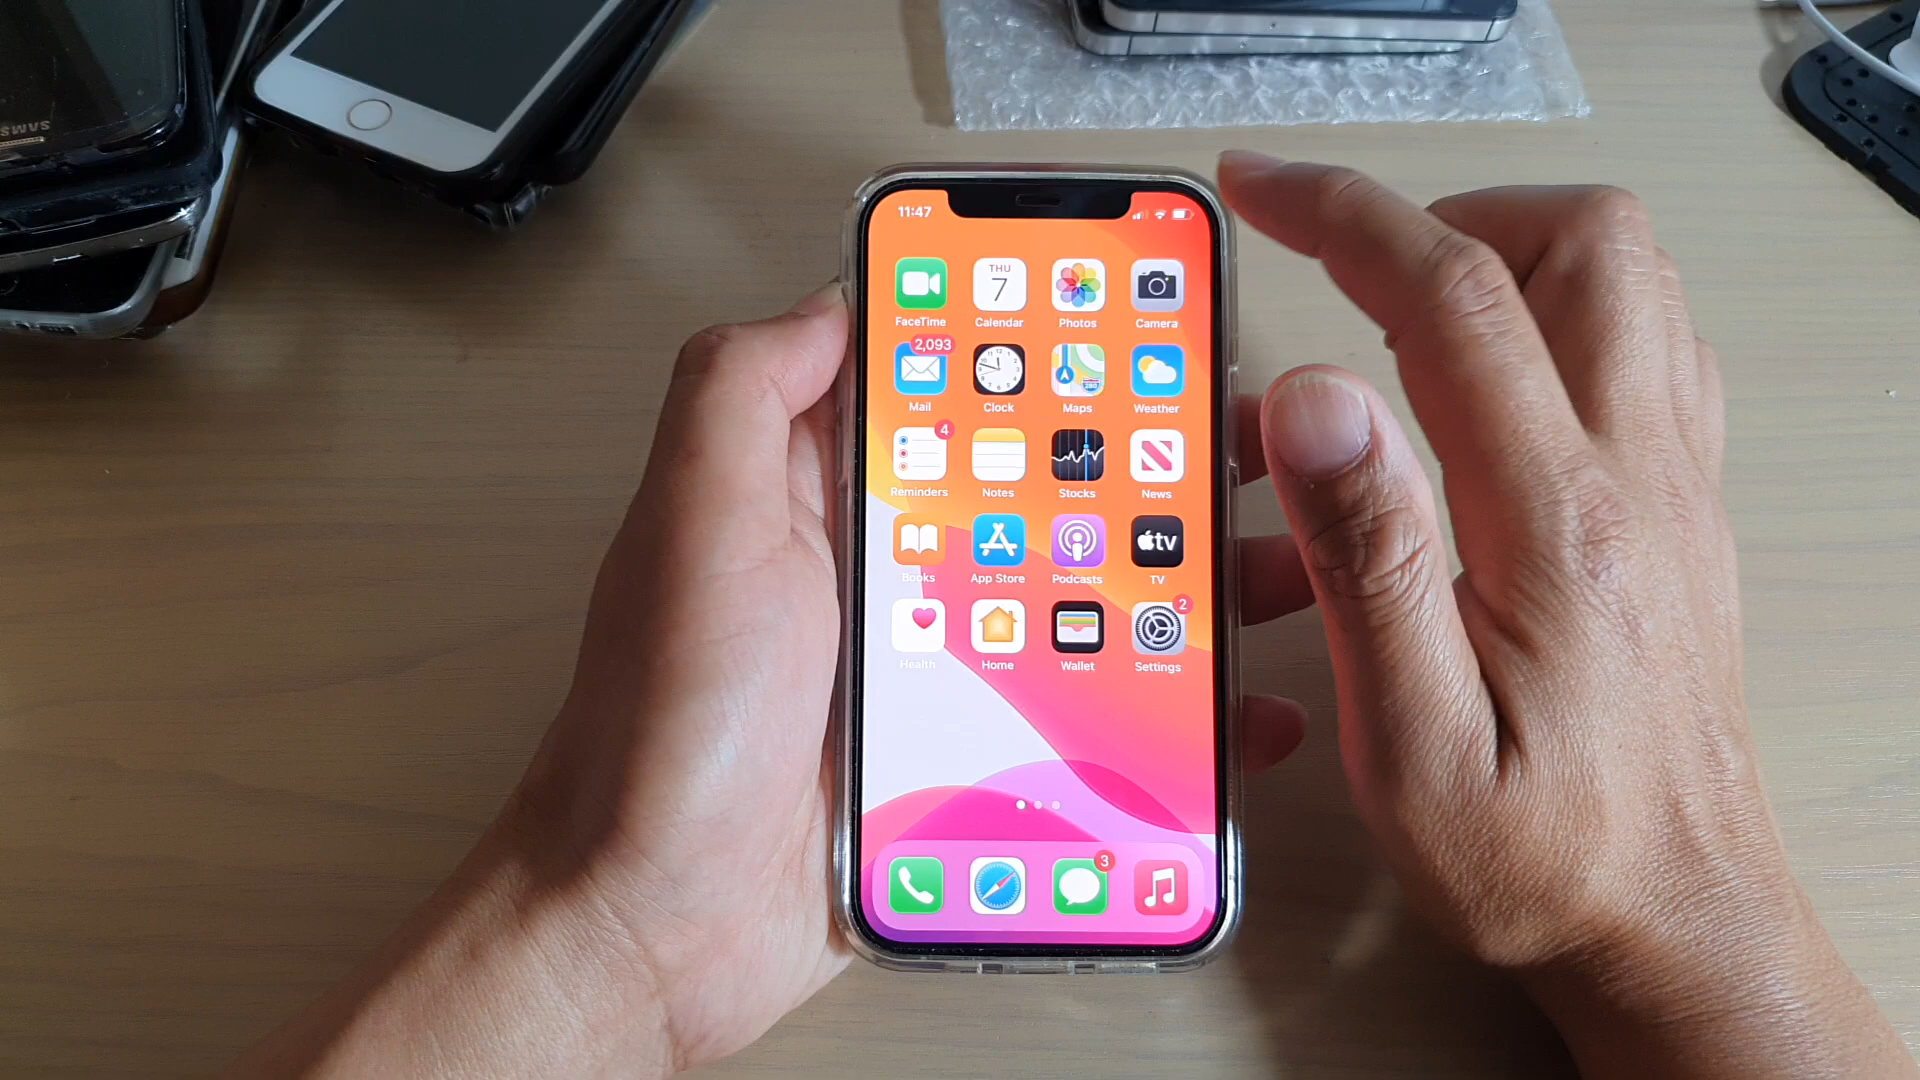 SAMSUNG
11:47
THU
7
FaceTime
Calendar
Photos
Camera
2,093
Mail
Clock
Maps
Weather
4
Reminders
Notes
Stocks
News
tv
Books
App Store
Podcasts
TV
2
Health
Home
Wallet
Settings
3